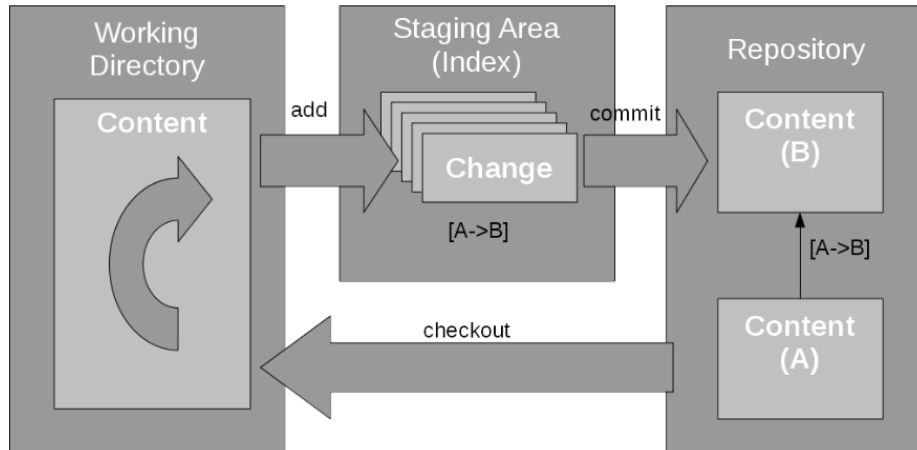 Working
Directory
Content
add
Staging Area
(Index)
Change
[A->B]
commit
Repository
Content
(B)
[A->B]
Content
(A)
checkout